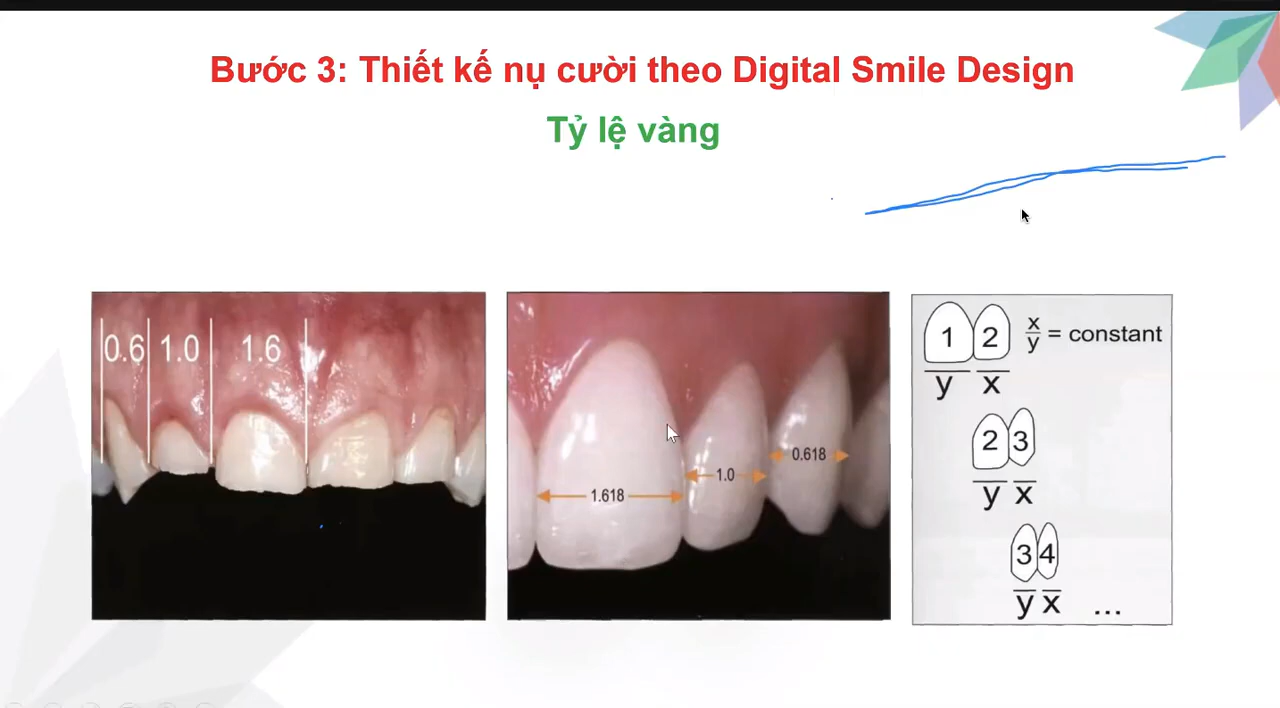 Bước 3: Thiết kế nụ cười theo Digital Smile Design
Tỷ lệ vàng
0.6 1.0 1.6
1.618 1.0 0.618
1 2 x/y = constant
y x
2 3
y x
3 4
y x ...